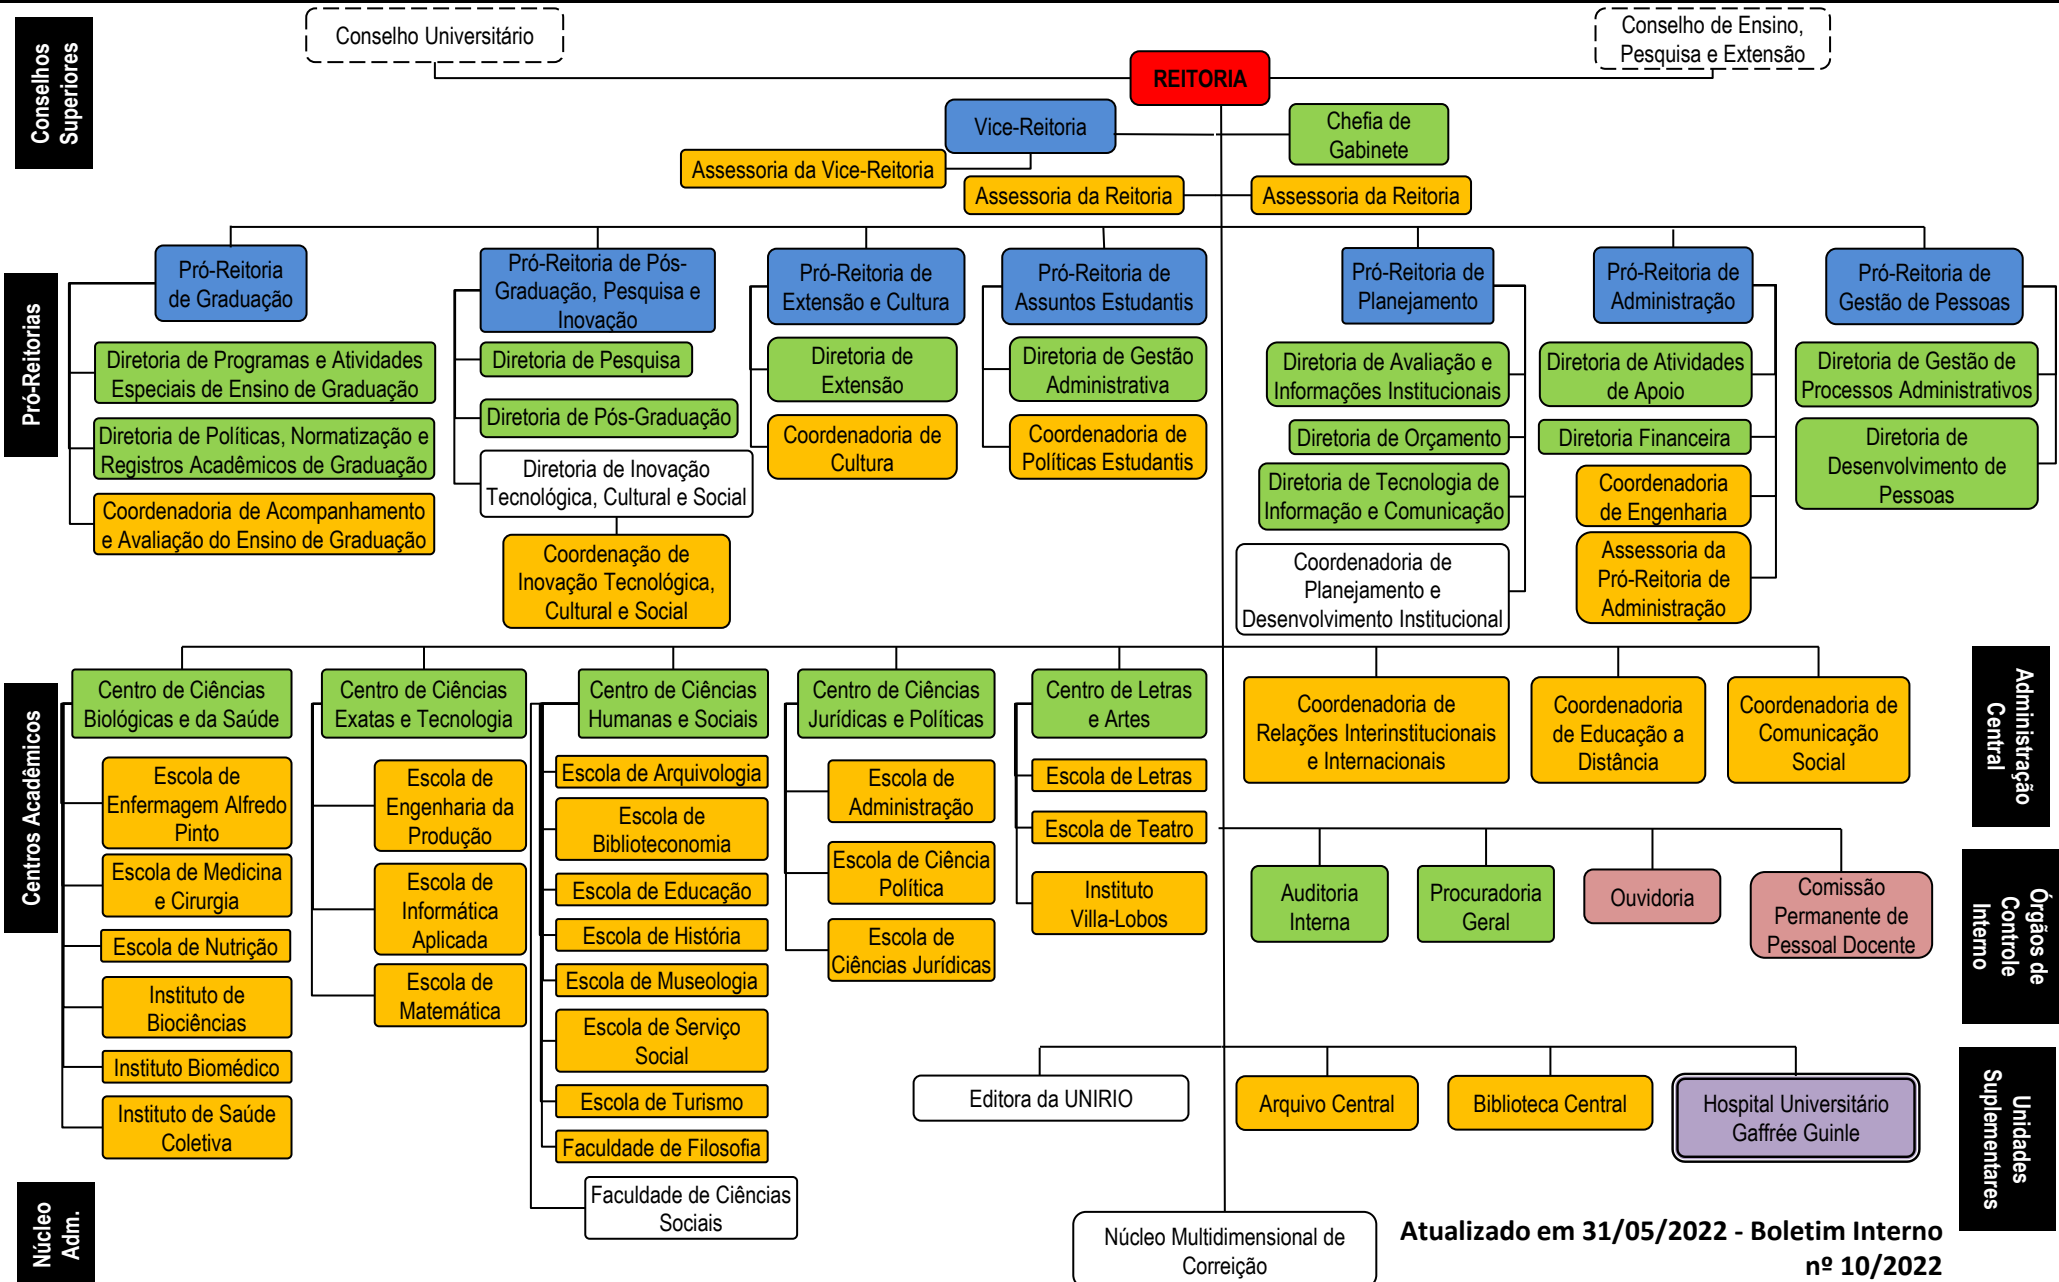 Conselhos
Superiores
Conselho Universitário
Conselho de Ensino,
Pesquisa e Extensão
REITORIA
Vice-Reitoria
Chefia de
Gabinete
Assessoria da Vice-Reitoria
Assessoria da Reitoria
Assessoria da Reitoria
Pró-Reitorias
Pró-Reitoria
de Graduação
Diretoria de Programas e Atividades
Especiais de Ensino de Graduação
Diretoria de Políticas, Normatização e
Registros Acadêmicos de Graduação
Coordenadoria de Acompanhamento
e Avaliação do Ensino de Graduação
Pró-Reitoria de Pós-
Graduação, Pesquisa e
Inovação
Diretoria de Pesquisa
Diretoria de Pós-Graduação
Diretoria de Inovação
Tecnológica, Cultural e Social
Coordenação de
Inovação Tecnológica,
Cultural e Social
Pró-Reitoria de
Extensão e Cultura
Diretoria de
Extensão
Coordenadoria de
Cultura
Pró-Reitoria de
Assuntos Estudantis
Diretoria de Gestão
Administrativa
Coordenadoria de
Políticas Estudantis
Pró-Reitoria de
Planejamento
Diretoria de Avaliação e
Informações Institucionais
Diretoria de Orçamento
Diretoria de Tecnologia de
Informação e Comunicação
Coordenadoria de
Planejamento e
Desenvolvimento Institucional
Pró-Reitoria de
Administração
Diretoria de Atividades
de Apoio
Diretoria Financeira
Coordenadoria
de Engenharia
Assessoria da
Pró-Reitoria de
Administração
Pró-Reitoria de
Gestão de Pessoas
Diretoria de Gestão de
Processos Administrativos
Diretoria de
Desenvolvimento de
Pessoas
Centros Acadêmicos
Centro de Ciências
Biológicas e da Saúde
Escola de
Enfermagem Alfredo
Pinto
Escola de Medicina
e Cirurgia
Escola de Nutrição
Instituto de
Biociências
Instituto Biomédico
Instituto de Saúde
Coletiva
Centro de Ciências
Exatas e Tecnologia
Escola de
Engenharia da
Produção
Escola de
Informática
Aplicada
Escola de
Matemática
Centro de Ciências
Humanas e Sociais
Escola de Arquivologia
Escola de
Biblioteconomia
Escola de Educação
Escola de História
Escola de Museologia
Escola de Serviço
Social
Escola de Turismo
Faculdade de Filosofia
Faculdade de Ciências
Sociais
Centro de Ciências
Jurídicas e Políticas
Escola de
Administração
Escola de Ciência
Política
Escola de
Ciências Jurídicas
Centro de Letras
e Artes
Escola de Letras
Escola de Teatro
Instituto
Villa-Lobos
Coordenadoria de
Relações Interinstitucionais
e Internacionais
Coordenadoria
de Educação a
Distância
Coordenadoria de
Comunicação
Social
Administração
Central
Auditoria
Interna
Procuradoria
Geral
Ouvidoria
Comissão
Permanente de
Pessoal Docente
Órgãos de
Controle
Interno
Editora da UNIRIO
Arquivo Central
Biblioteca Central
Hospital Universitário
Gaffrée Guinle
Unidades
Suplementares
Núcleo
Adm.
Núcleo Multidimensional de
Correição
Atualizado em 31/05/2022 - Boletim Interno
nº 10/2022